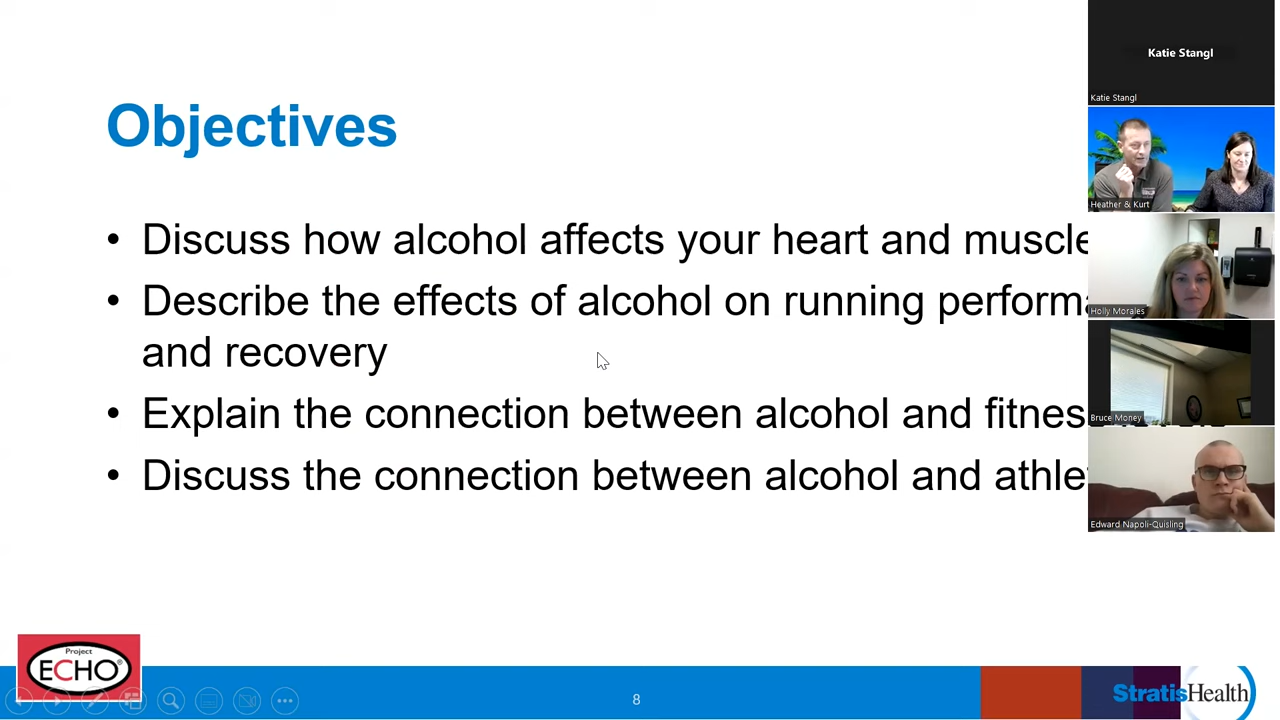 Katie Stangl
Katie Stangl
Objectives
• Discuss how alcohol affects your heart and muscle
Heather & Kurt
• Describe the effects of alcohol on running performa
and recovery
Holly Morales
• Explain the connection between alcohol and fitness
Bruce Money
• Discuss the connection between alcohol and athle
Edward Napoli-Quisling
Project
ECHO®
8
StratisHealth